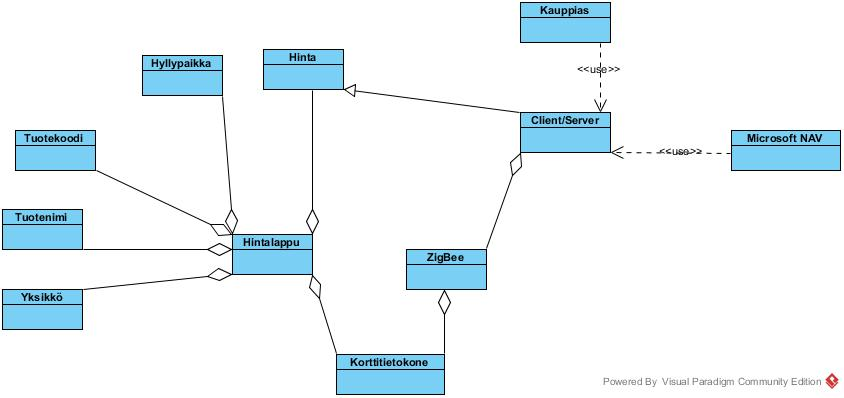 Kauppias
<<use>>
Hyllypaikka
Hinta
Client/Server
Tuotekoodi
<<use>>
Microsoft NAV
Tuotenimi
Hintalappu
ZigBee
Yksikkö
Korttitietokone
Powered By Visual Paradigm Community Edition